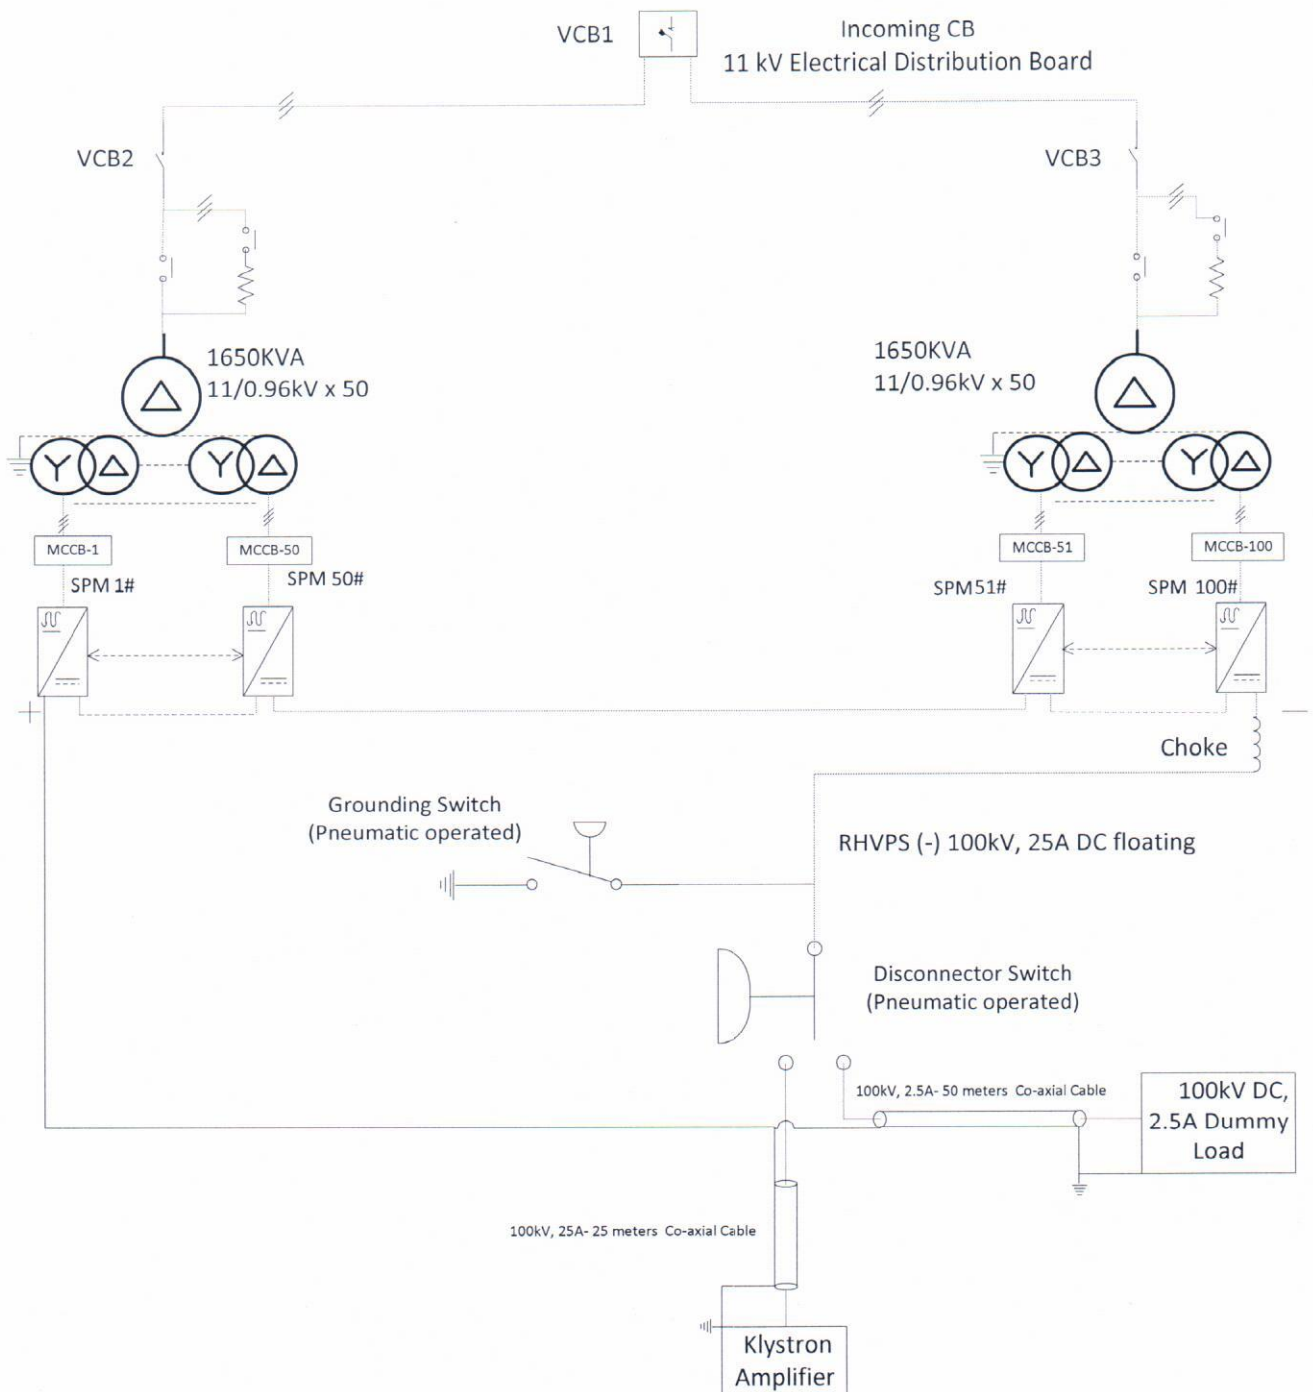 VCB1
Incoming CB
11 kV Electrical Distribution Board
VCB2
VCB3
1650KVA
11/0.96kV x 50
1650KVA
11/0.96kV x 50
MCCB-1
MCCB-50
MCCB-51
MCCB-100
SPM 1#
SPM 50#
SPM51#
SPM 100#
+
—
Choke
Grounding Switch
(Pneumatic operated)
RHVPS (-) 100kV, 25A DC floating
Disconnector Switch
(Pneumatic operated)
100kV, 2.5A- 50 meters Co-axial Cable
100kV DC,
2.5A Dummy
Load
100kV, 25A- 25 meters Co-axial Cable
Klystron
Amplifier